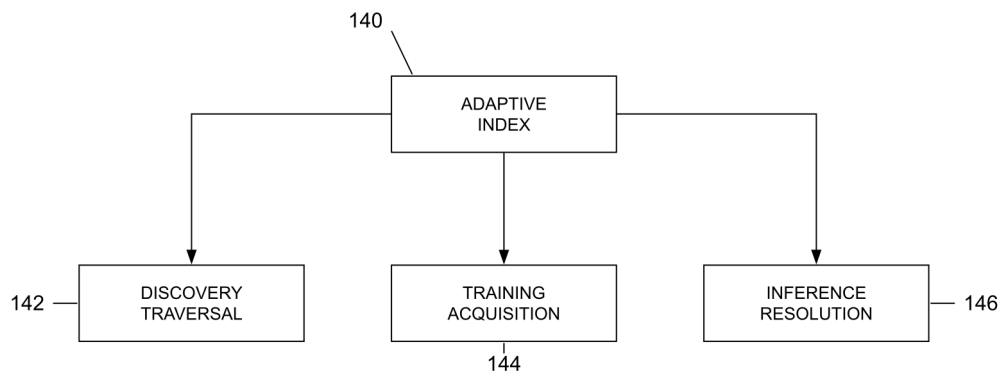 140
ADAPTIVE
INDEX
142
DISCOVERY
TRAVERSAL
TRAINING
ACQUISITION
144
INFERENCE
RESOLUTION
146